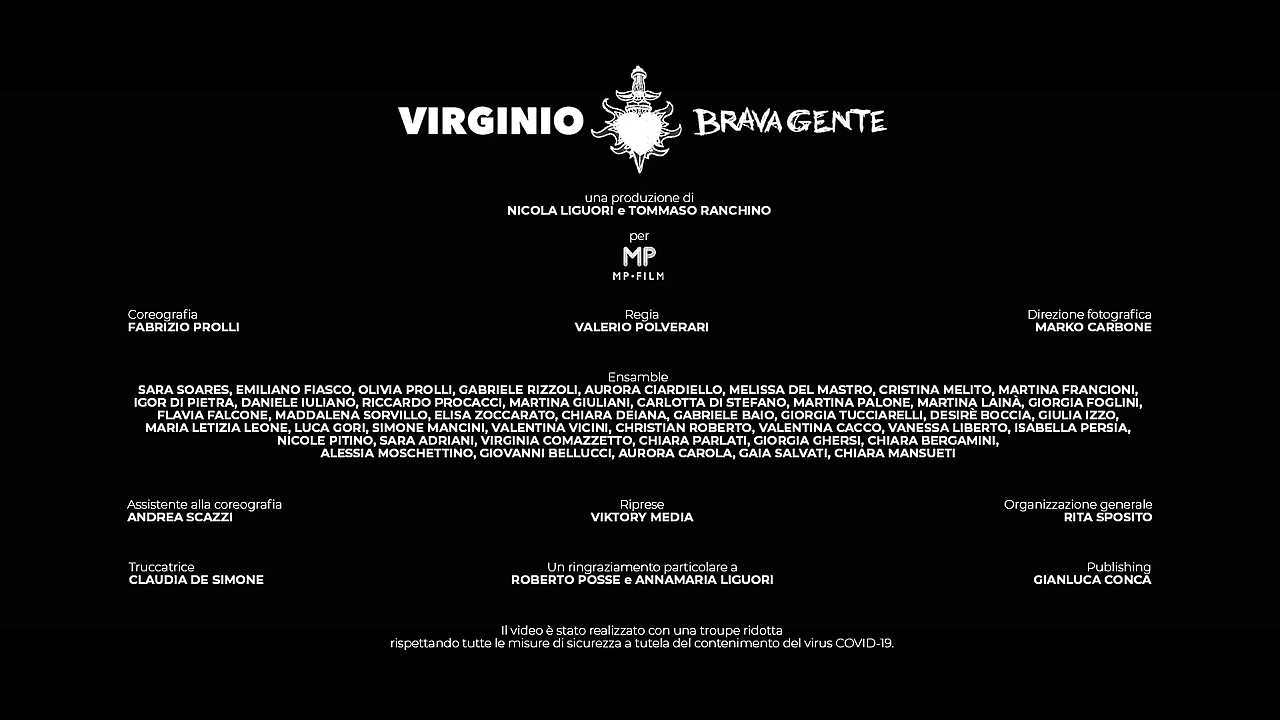 VIRGINIO BRAVA GENTE
una produzione di
NICOLA LIGUORI e TOMMASO RANCHINO
per
MP
MP•FILM
Coreografia Regia Direzione fotografica
FABRIZIO PROLLI VALERIO POLVERARI MARKO CARBONE
Ensamble
SARA SOARES, EMILIANO FIASCO, OLIVIA PROLLI, GABRIELE RIZZOLI, AURORA CIARDIELLO, MELISSA DEL MASTRO, CRISTINA MELITO, MARTINA FRANCIONI,
IGOR DI PIETRA, DANIELE IULIANO, RICCARDO PROCACCI, MARTINA GIULIANI, CARLOTTA DI STEFANO, MARTINA PALONE, MARTINA LAINÀ, GIORGIA FOGLINI,
FLAVIA FALCONE, MADDALENA SORVILLO, ELISA ZOCCARATO, CHIARA DEIANA, GABRIELE BAIO, GIORGIA TUCCIARELLI, DESIRÈ BOCCIA, GIULIA IZZO,
MARIA LETIZIA LEONE, LUCA GORI, SIMONE MANCINI, VALENTINA VICINI, CHRISTIAN ROBERTO, VALENTINA CACCO, VANESSA LIBERTO, ISABELLA PERSIA,
NICOLE PITINO, SARA ADRIANI, VIRGINIA COMAZZETTO, CHIARA PARLATI, GIORGIA GHERSI, CHIARA BERGAMINI,
ALESSIA MOSCHETTINO, GIOVANNI BELLUCCI, AURORA CAROLA, GAIA SALVATI, CHIARA MANSUETI
Assistente alla coreografia Riprese Organizzazione generale
ANDREA SCAZZI VIKTORY MEDIA RITA SPOSITO
Truccatrice Un ringraziamento particolare a Publishing
CLAUDIA DE SIMONE ROBERTO POSSE e ANNAMARIA LIGUORI GIANLUCA CONCA
Il video è stato realizzato con una troupe ridotta
rispettando tutte le misure di sicurezza a tutela del contenimento del virus COVID-19.